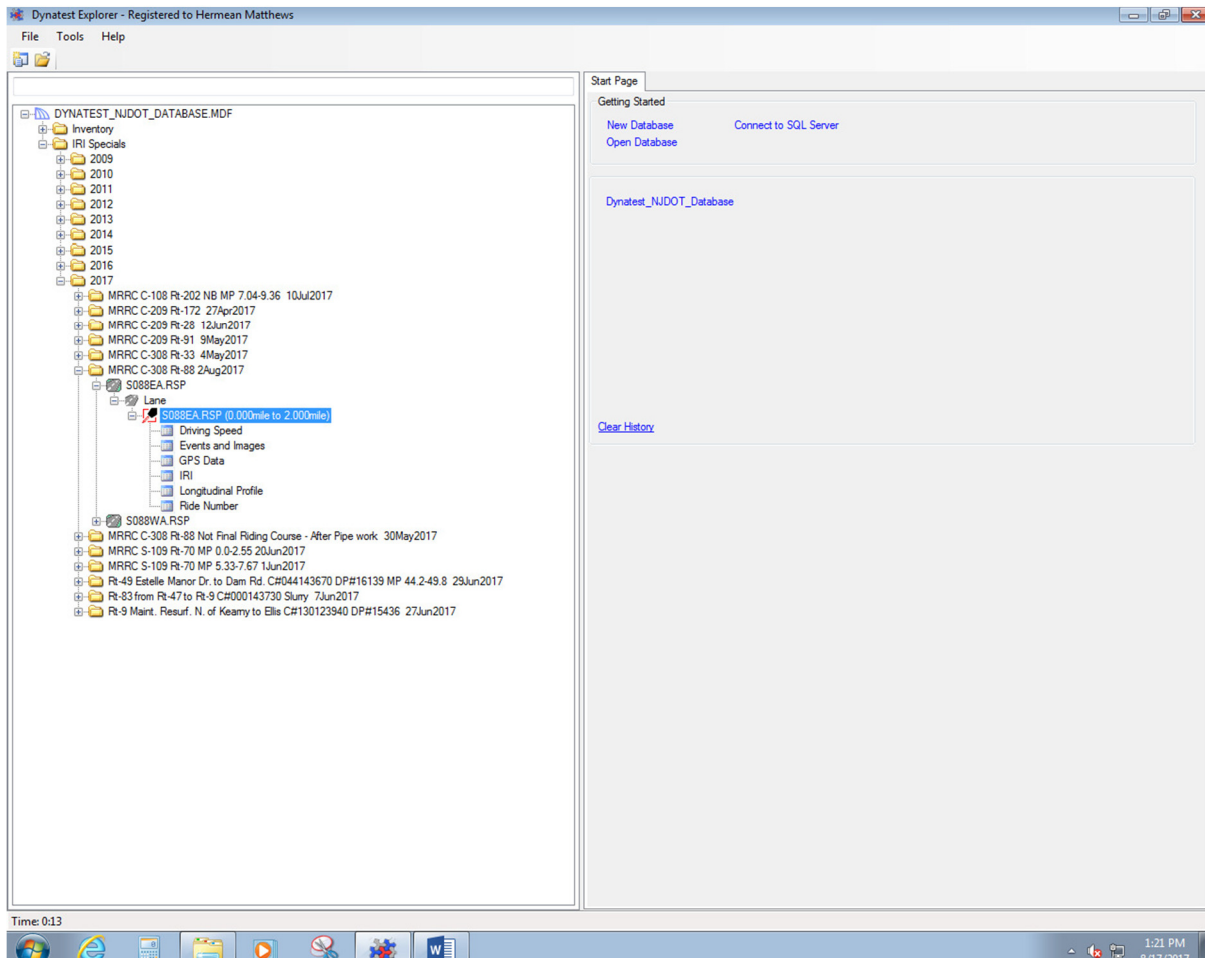 Dynatest Explorer - Registered to Hermean Matthews
File Tools Help
Start Page
Getting Started
New Database Connect to SQL Server
Open Database
Dynatest_NJDOT_Database
Clear History
DYNATEST_NJDOT_DATABASE.MDF
Inventory
IRI Specials
2009
2010
2011
2012
2013
2014
2015
2016
2017
MRRC C-108 Rt-202 NB MP 7.04-9.36 10Jul2017
MRRC C-209 Rt-172 27Apr2017
MRRC C-209 Rt-28 12Jun2017
MRRC C-209 Rt-91 9May2017
MRRC C-308 Rt-33 4May2017
MRRC C-308 Rt-88 2Aug2017
S088EA.RSP
Lane
S088EA.RSP (0.000mile to 2.000mile)
Driving Speed
Events and Images
GPS Data
IRI
Longitudinal Profile
Ride Number
S088WA.RSP
MRRC C-308 Rt-88 Not Final Riding Course - After Pipe work 30May2017
MRRC S-109 Rt-70 MP 0.0-2.55 20Jun2017
MRRC S-109 Rt-70 MP 5.33-7.67 1Jun2017
Rt-49 Estelle Manor Dr. to Dam Rd. C#044143670 DP#16139 MP 44.2-49.8 29Jun2017
Rt-83 from Rt-47 to Rt-9 C#000143730 Slurry 7Jun2017
Rt-9 Maint. Resurf. N. of Kearny to Ellis C#130123940 DP#15436 27Jun2017
Time: 0:13
W
1:21 PM